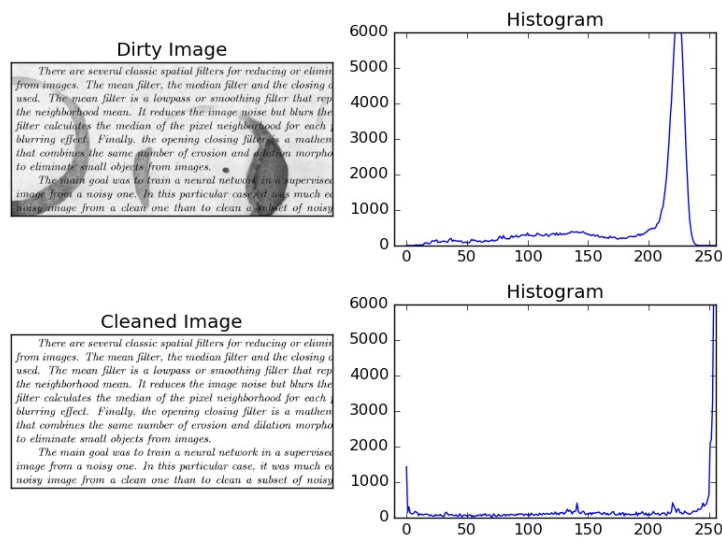 Dirty Image
There are several classic spatial filters for reducing or elimin
from images. The mean filter, the median filter and the closing o
used. The mean filter is a lowpass or smoothing filter that rep
the neighborhood mean. It reduces the image noise but blurs the
filter calculates the median of the pixel neighborhood for each
blurring effect. Finally, the opening closing filter is a mathem
that combines the same number of erosion and dilation morpho
to eliminate small objects from images.
The main goal was to train a neural network in a supervised
image from a noisy one. In this particular case, it was much ea
noisy image from a clean one than to clean a subset of noisy
Histogram
6000
5000
4000
3000
2000
1000
0
0 50 100 150 200 250
Cleaned Image
There are several classic spatial filters for reducing or elimin
from images. The mean filter, the median filter and the closing o
used. The mean filter is a lowpass or smoothing filter that rep
the neighborhood mean. It reduces the image noise but blurs the
filter calculates the median of the pixel neighborhood for each
blurring effect. Finally, the opening closing filter is a mathem
that combines the same number of erosion and dilation morpho
to eliminate small objects from images.
The main goal was to train a neural network in a supervised
image from a noisy one. In this particular case, it was much ea
noisy image from a clean one than to clean a subset of noisy
Histogram
6000
5000
4000
3000
2000
1000
0
0 50 100 150 200 250